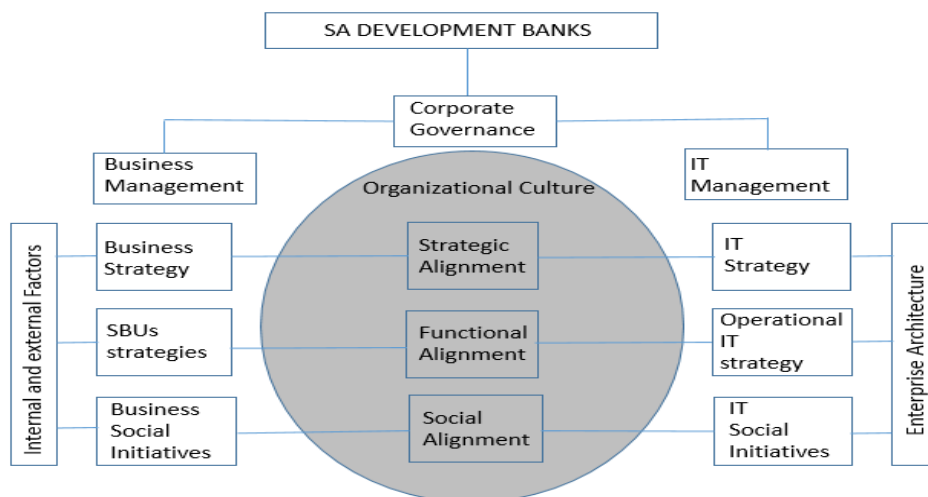 SA DEVELOPMENT BANKS
Corporate
Governance
Business
Management
Organizational Culture
IT
Management
Internal and external Factors
Business
Strategy
Strategic
Alignment
IT
Strategy
Enterprise Architecture
SBUs
strategies
Functional
Alignment
Operational
IT
strategy
Business
Social
Initiatives
Social
Alignment
IT
Social
Initiatives